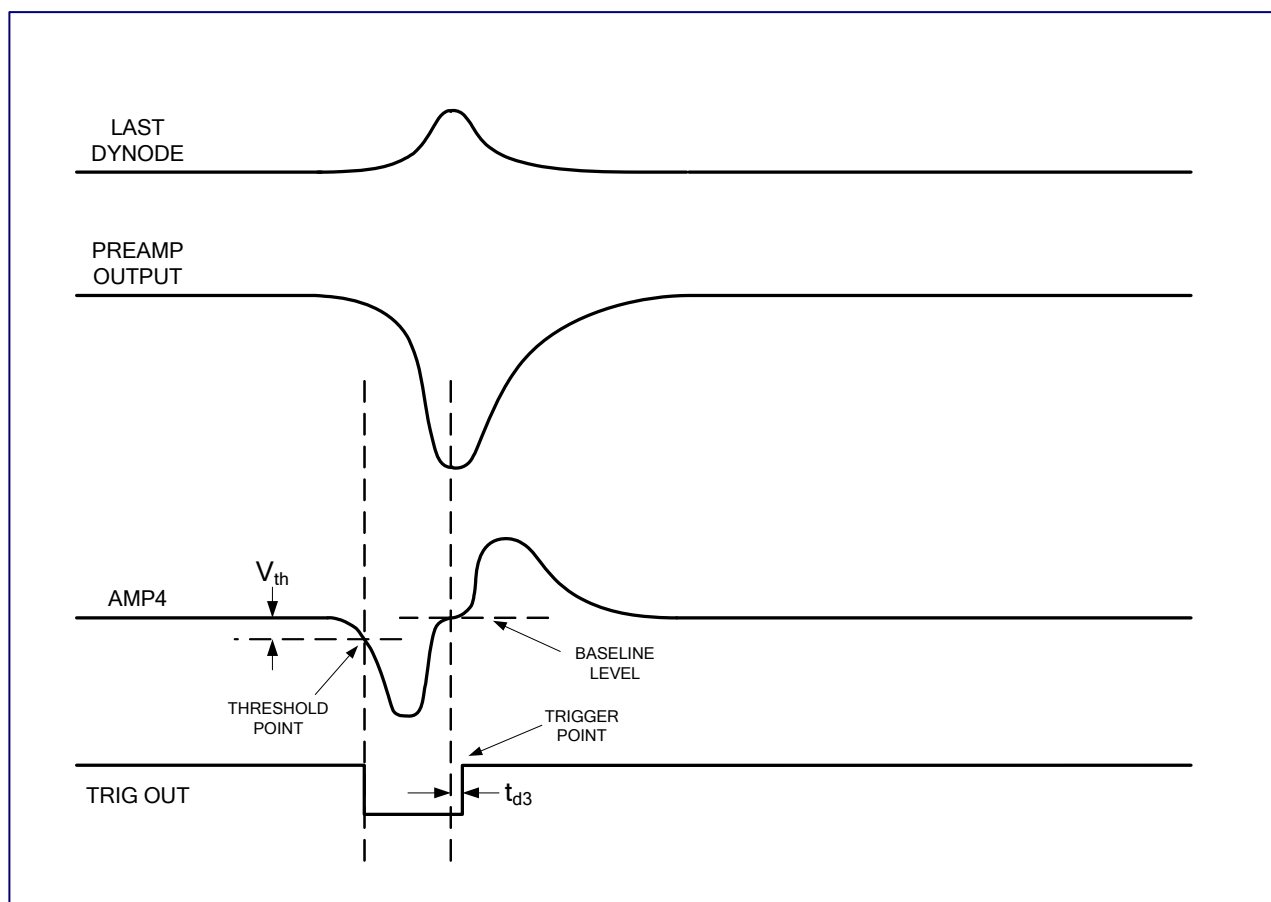 LAST
DYNODE
PREAMP
OUTPUT
Vth
AMP4
BASELINE
LEVEL
THRESHOLD
POINT
TRIGGER
POINT
TRIG OUT
td3